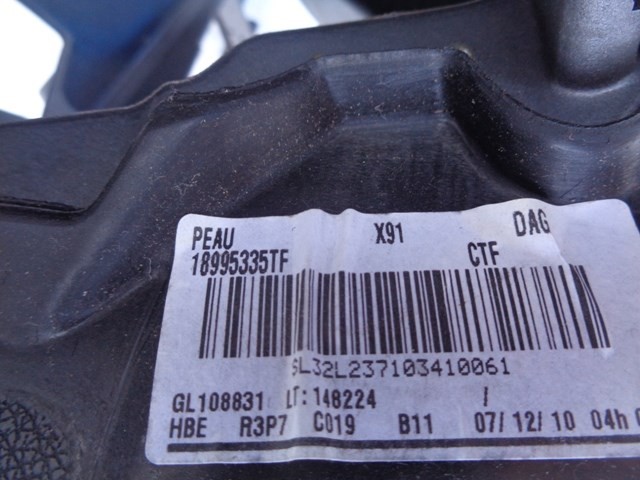 PEAU X91 DAG
18995335TF CTF
SL32L237103410061
GL108831 LT:148224 /
HBE R3P7 C019 B11 07/12/10 04h